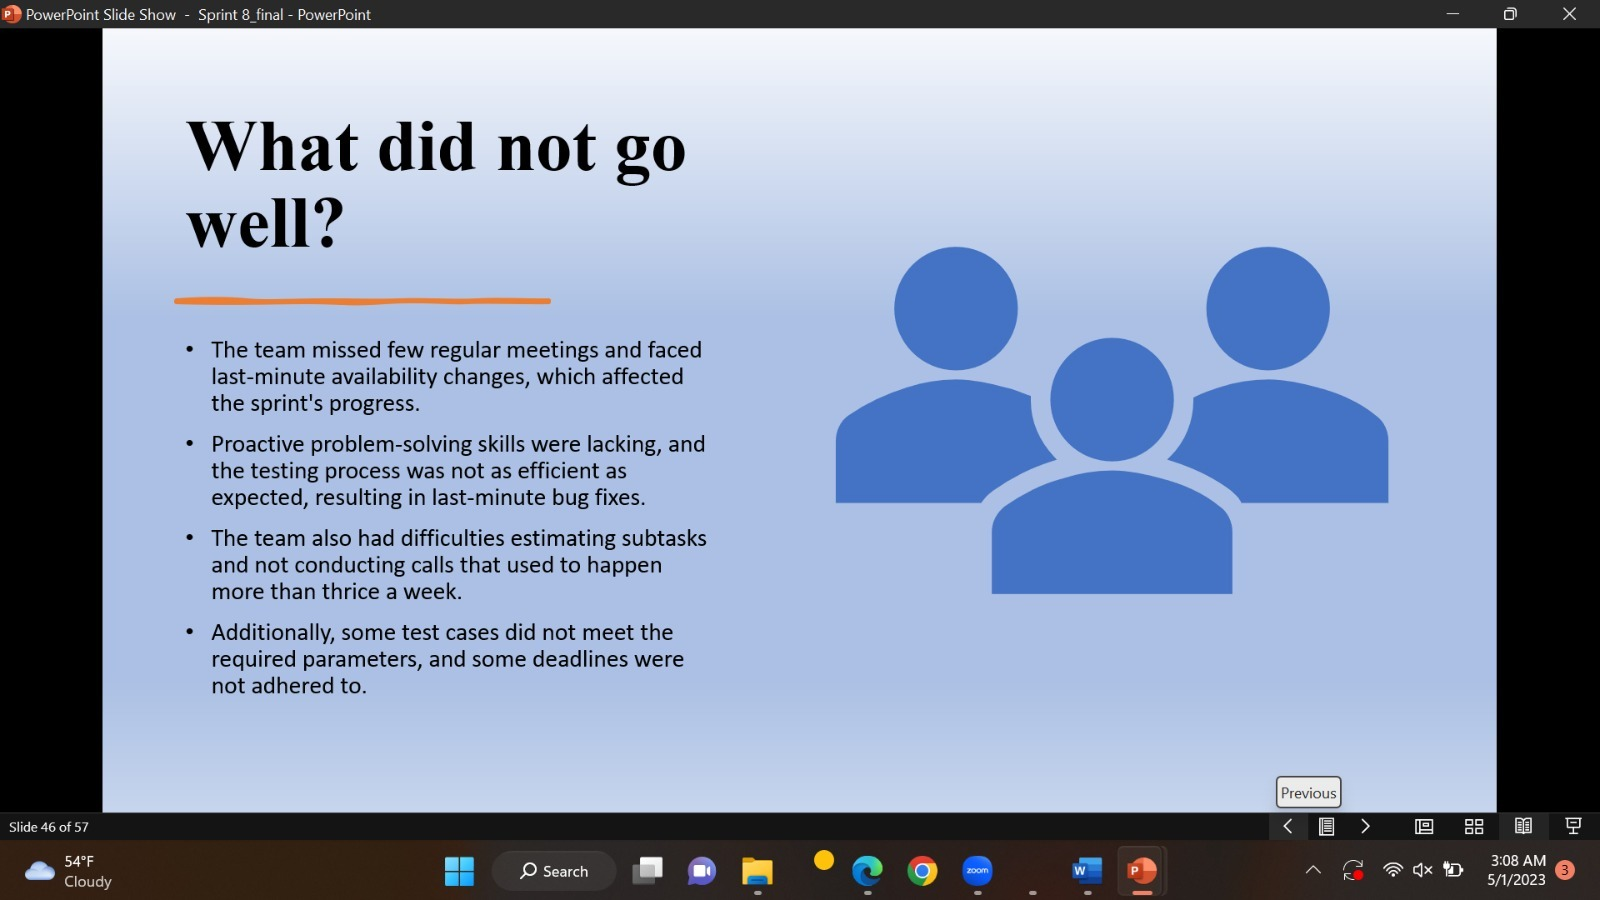 PowerPoint Slide Show - Sprint 8_final - PowerPoint
What did not go
well?
• The team missed few regular meetings and faced
last-minute availability changes, which affected
the sprint's progress.
• Proactive problem-solving skills were lacking, and
the testing process was not as efficient as
expected, resulting in last-minute bug fixes.
• The team also had difficulties estimating subtasks
and not conducting calls that used to happen
more than thrice a week.
• Additionally, some test cases did not meet the
required parameters, and some deadlines were
not adhered to.
Previous
Slide 46 of 57
54°F
Cloudy
Search
zoom
3:08 AM
5/1/2023
3